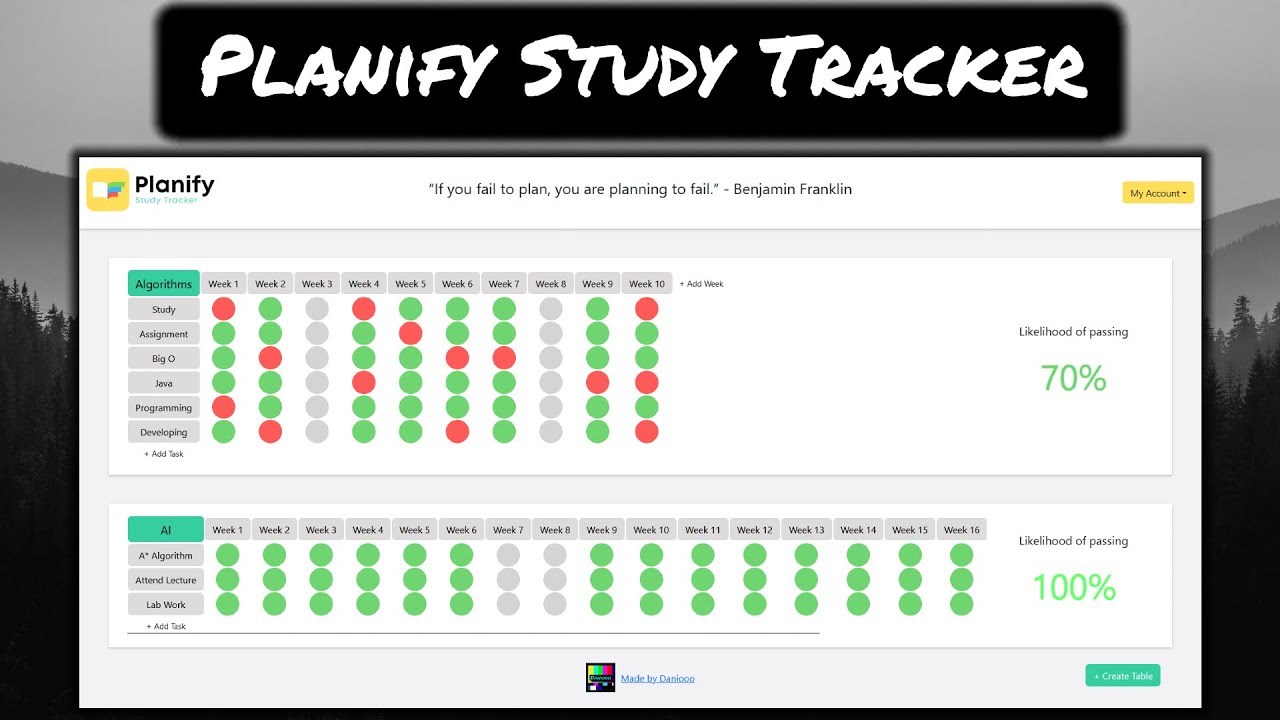 Planify Study Tracker
Planify
Study Tracker
“If you fail to plan, you are planning to fail.” - Benjamin Franklin
My Account
Algorithms Week 1 Week 2 Week 3 Week 4 Week 5 Week 6 Week 7 Week 8 Week 9 Week 10 + Add Week
Study
Assignment
Big O
Java
Programming
Developing
+ Add Task
Likelihood of passing
70%
AI Week 1 Week 2 Week 3 Week 4 Week 5 Week 6 Week 7 Week 8 Week 9 Week 10 Week 11 Week 12 Week 13 Week 14 Week 15 Week 16
A* Algorithm
Attend Lecture
Lab Work
+ Add Task
Likelihood of passing
100%
Daniooo
Made by Daniooo
+ Create Table